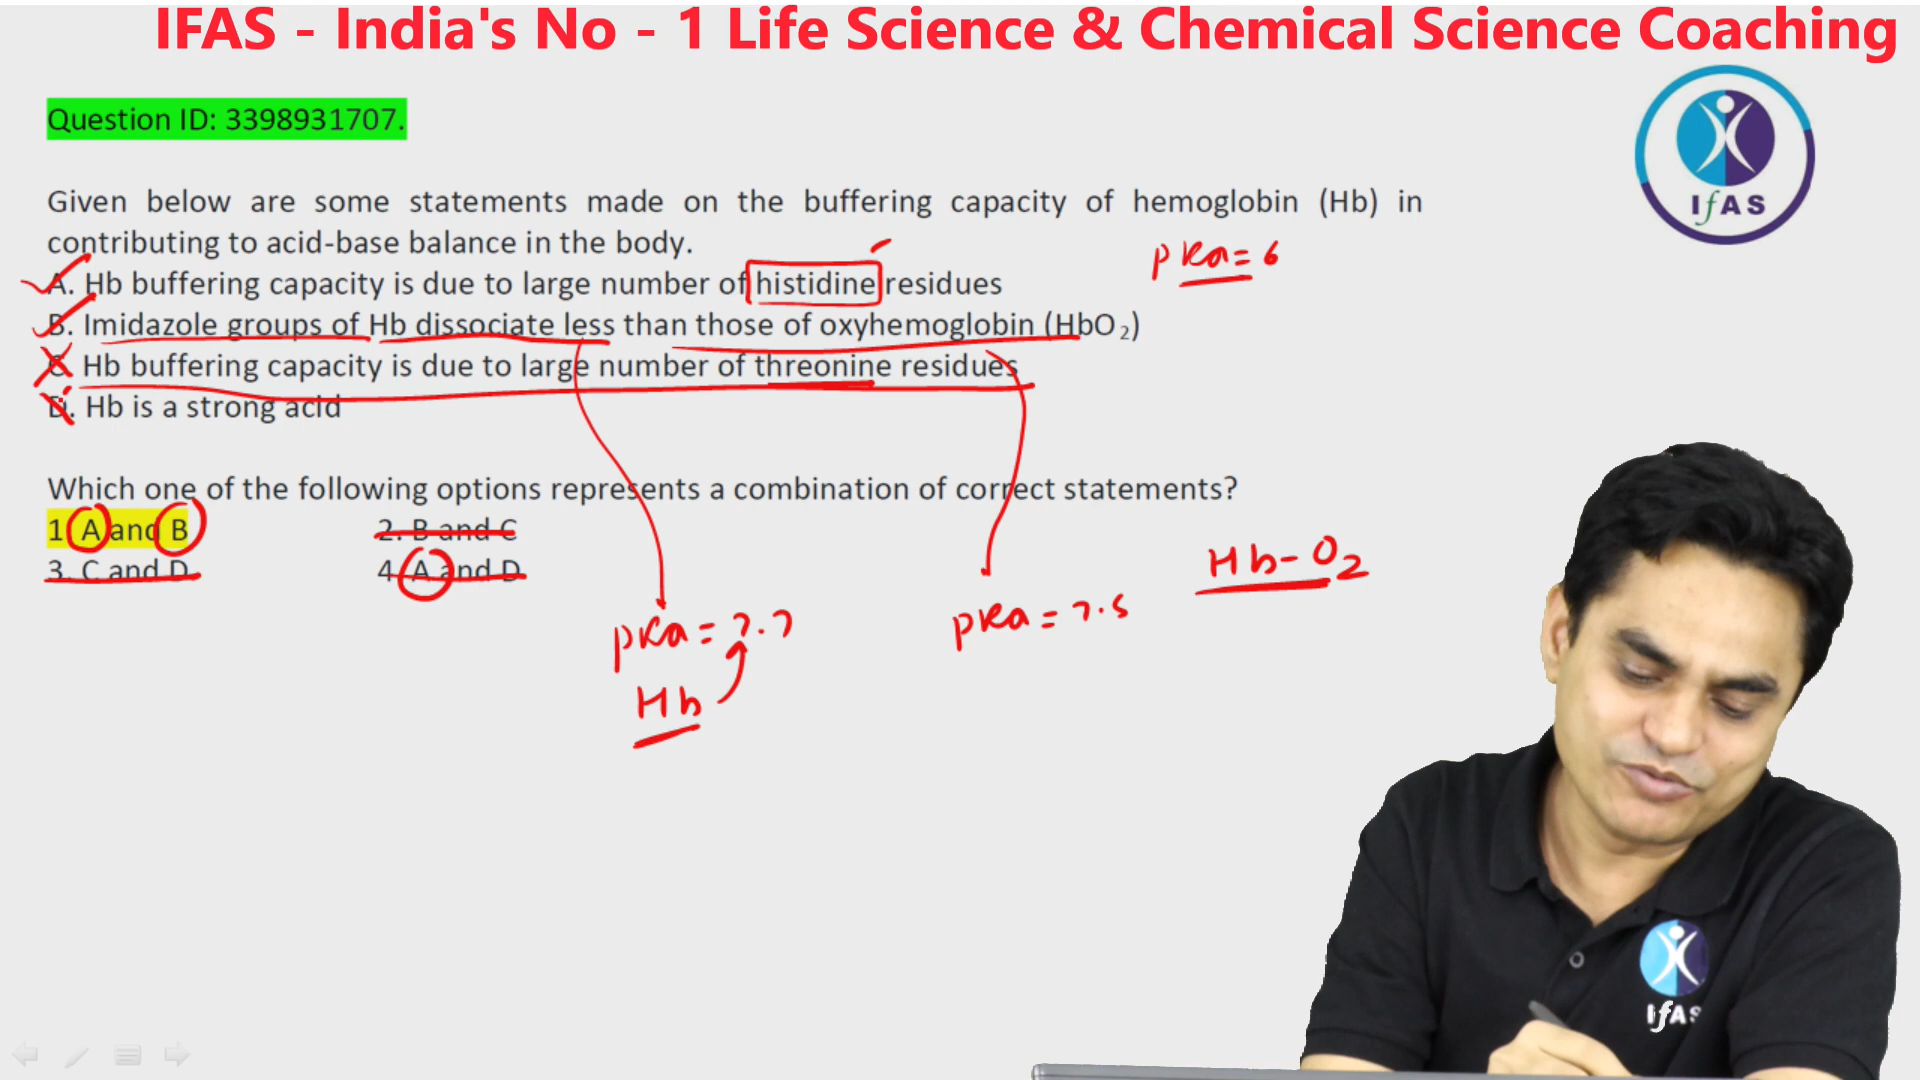 IFAS - India's No - 1 Life Science & Chemical Science Coaching
IfAS
Question ID: 3398931707.
Given below are some statements made on the buffering capacity of hemoglobin (Hb) in
contributing to acid-base balance in the body.
pKa = 6
A. Hb buffering capacity is due to large number of histidine residues
B. Imidazole groups of Hb dissociate less than those of oxyhemoglobin (HbO₂)
C. Hb buffering capacity is due to large number of threonine residues
D. Hb is a strong acid
Which one of the following options represents a combination of correct statements?
1 A and B 2. B and C
3. C and D 4 A and D
Hb-O₂
pKa = 7.7 pKa = 7.5
Hb
IfAS